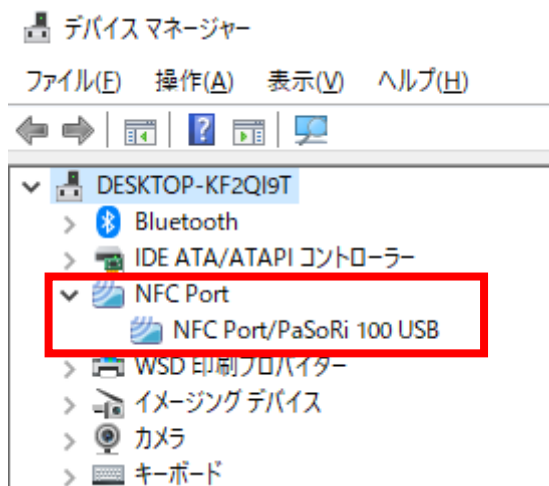 デバイス マネージャー
ファイル(F) 操作(A) 表示(V) ヘルプ(H)
DESKTOP-KF2QI9T
Bluetooth
IDE ATA/ATAPI コントローラー
NFC Port
NFC Port/PaSoRi 100 USB
WSD 印刷プロバイダー
イメージング デバイス
カメラ
キーボード